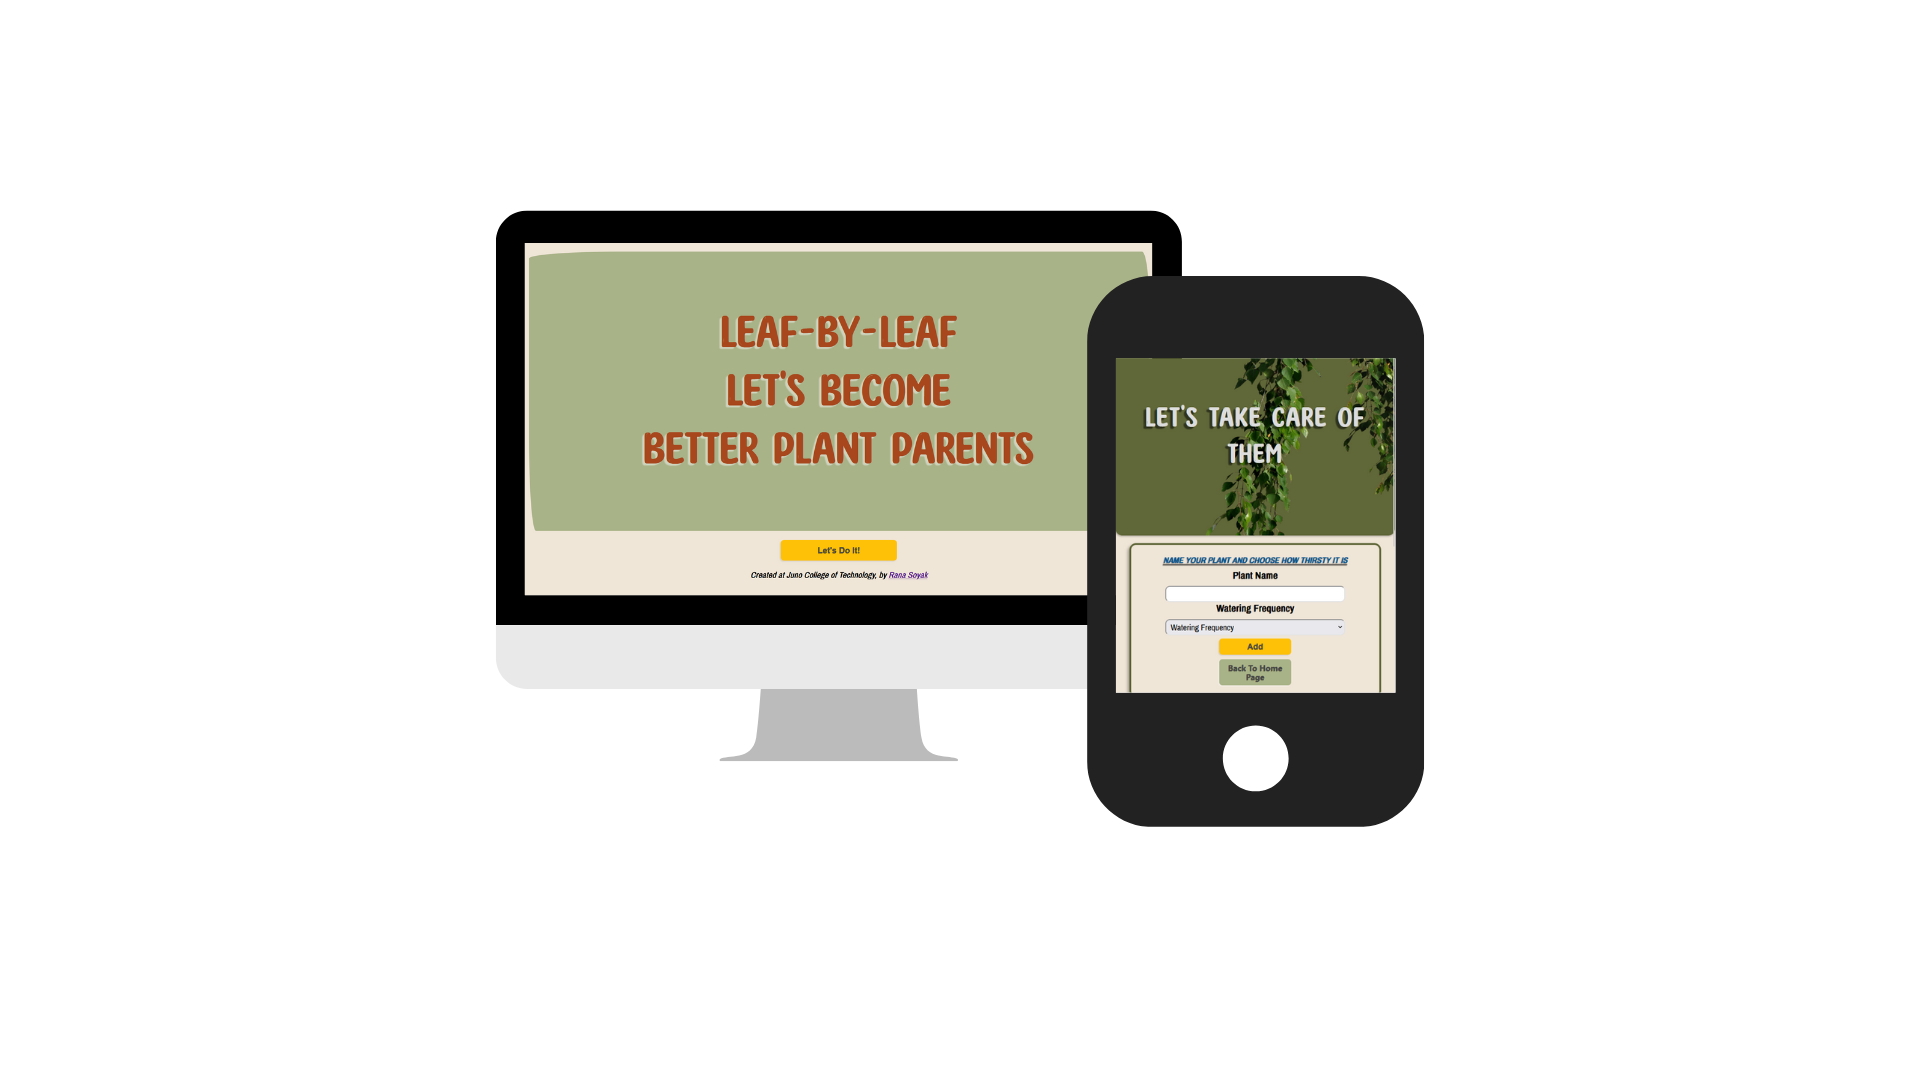 LEAF-BY-LEAF
LET'S BECOME
BETTER PLANT PARENTS
Let's Do It!
Created at Juno College of Technology, by Rana Soyak
LET'S TAKE CARE OF
THEM
NAME YOUR PLANT AND CHOOSE HOW THIRSTY IT IS
Plant Name
Watering Frequency
Watering Frequency
Add
Back To Home
Page